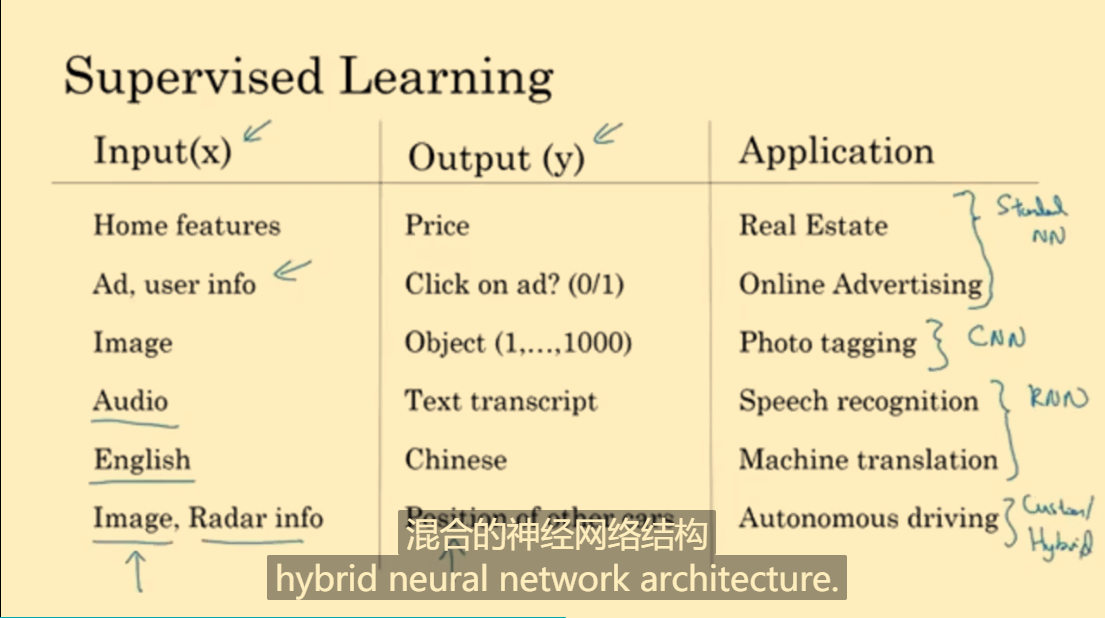 Supervised Learning
Input(x) Output (y) Application
Home features Price Real Estate
Standard
NN
Ad, user info Click on ad? (0/1) Online Advertising
Image Object (1,...,1000) Photo tagging CNN
Audio Text transcript Speech recognition RNN
English Chinese Machine translation
Image, Radar info Position of other cars Autonomous driving Custom/
Hybrid
混合的神经网络结构
hybrid neural network architecture.